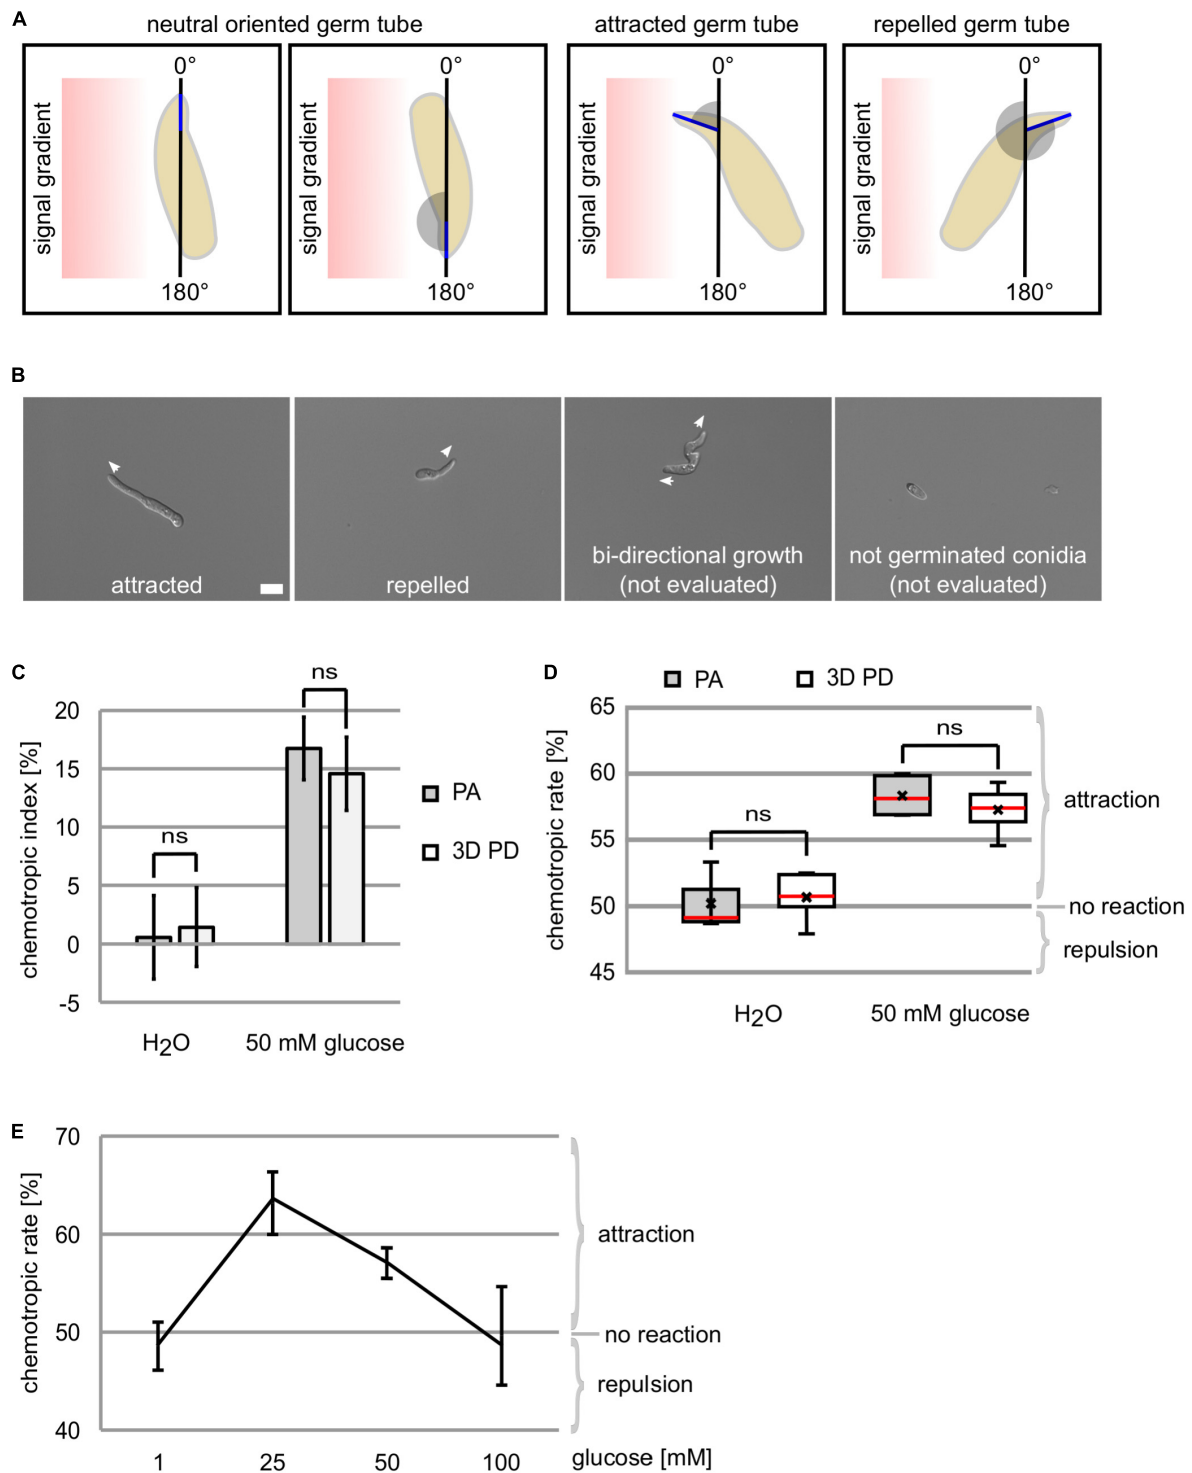 A
neutral oriented germ tube
attracted germ tube
repelled germ tube
signal gradient
0°
180°
signal gradient
0°
180°
signal gradient
0°
180°
signal gradient
0°
180°
B
attracted
repelled
bi-directional growth
(not evaluated)
not germinated conidia
(not evaluated)
C
chemotropic index [%]
20
15
10
5
0
-5
ns
ns
PA
3D PD
H2O
50 mM glucose
D
PA
3D PD
chemotropic rate [%]
65
60
55
50
45
ns
ns
attraction
no reaction
repulsion
H2O
50 mM glucose
E
chemotropic rate [%]
70
60
50
40
attraction
no reaction
repulsion
1
25
50
100
glucose [mM]